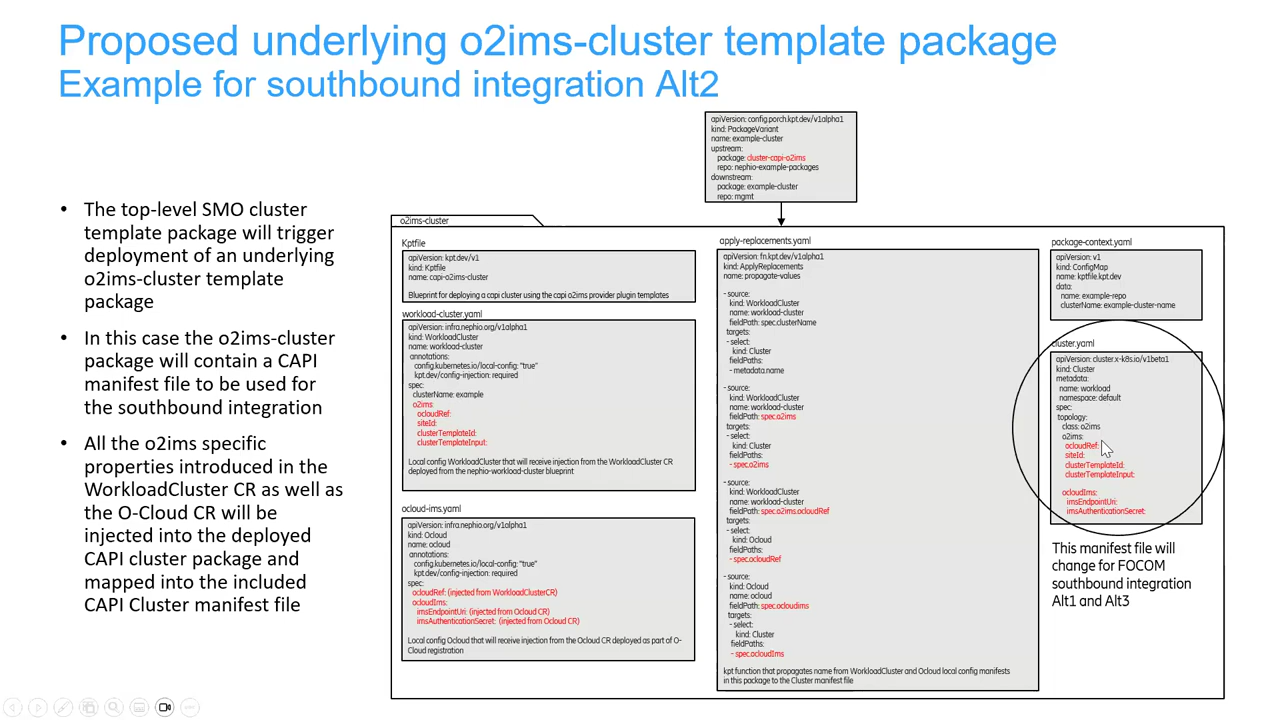 Proposed underlying o2ims-cluster template package
Example for southbound integration Alt2
• The top-level SMO cluster
template package will trigger
deployment of an underlying
o2ims-cluster template
package
• In this case the o2ims-cluster
package will contain a CAPI
manifest file to be used for
the southbound integration
• All the o2ims specific
properties introduced in the
WorkloadCluster CR as well as
the O-Cloud CR will be
injected into the deployed
CAPI cluster package and
mapped into the included
CAPI Cluster manifest file
apiVersion: config.porch.kpt.dev/v1alpha1
kind: PackageVariant
name: example-cluster
upstream:
package: cluster-capi-o2ims
repo: nephio-example-packages
downstream:
package: example-cluster
repo: mgmt
o2ims-cluster
Kptfile
apiVersion: kpt.dev/v1
kind: Kptfile
name: capi-o2ims-cluster
Blueprint for deploying a capi cluster using the capi o2ims provider plugin templates
workload-cluster.yaml
apiVersion: infra.nephio.org/v1alpha1
kind: WorkloadCluster
name: workload-cluster
annotations:
config.kubernetes.io/local-config: "true"
kpt.dev/config-injection: required
spec:
clusterName: example
o2ims:
ocloudRef:
siteId:
clusterTemplateId:
clusterTemplateInput:
Local config WorkloadCluster that will receive injection from the WorkloadCluster CR
deployed from the nephio-workload-cluster blueprint
ocloud-ims.yaml
apiVersion: infra.nephio.org/v1alpha1
kind: Ocloud
name: ocloud
annotations:
config.kubernetes.io/local-config: "true"
kpt.dev/config-injection: required
spec:
ocloudRef: (injected from WorkloadClusterCR)
ocloudIms:
imsEndpointUri: (injected from Ocloud CR)
imsAuthenticationSecret: (injected from Ocloud CR)
Local config Ocloud that will receive injection from the Ocloud CR deployed as part of O-
Cloud registration
apply-replacements.yaml
apiVersion: fn.kpt.dev/v1alpha1
kind: ApplyReplacements
name: propagate-values
- source:
kind: WorkloadCluster
name: workload-cluster
fieldPath: spec.clusterName
targets:
- select:
kind: Cluster
fieldPaths:
- metadata.name
- source:
kind: WorkloadCluster
name: workload-cluster
fieldPath: spec.o2ims
targets:
- select:
kind: Cluster
fieldPaths:
- spec.o2ims
- source:
kind: WorkloadCluster
name: workload-cluster
fieldPath: spec.o2ims.ocloudRef
targets:
- select:
kind: Ocloud
fieldPaths:
- spec.ocloudRef
- source:
kind: Ocloud
name: ocloud
fieldPath: spec.ocloudims
targets:
- select:
kind: Cluster
fieldPaths:
- spec.ocloudIms
kpt function that propagates name from WorkloadCluster and Ocloud local config manifests
in this package to the Cluster manifest file
package-context.yaml
apiVersion: v1
kind: ConfigMap
name: kptfile.kpt.dev
data:
name: example-repo
clusterName: example-cluster-name
cluster.yaml
apiVersion: cluster.x-k8s.io/v1beta1
kind: Cluster
metadata:
name: workload
namespace: default
spec:
topology:
class: o2ims
o2ims:
ocloudRef:
siteId:
clusterTemplateId:
clusterTemplateInput:
ocloudIms:
imsEndpointUri:
imsAuthenticationSecret:
This manifest file will
change for FOCOM
southbound integration
Alt1 and Alt3